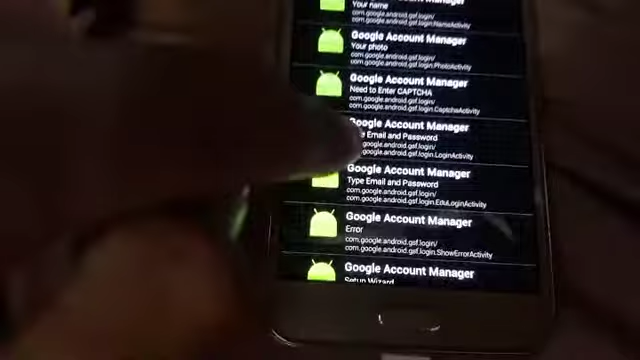 Your name
com.google.android.gsf.login/
com.google.android.gsf.login.NameActivity
Google Account Manager
Your photo
com.google.android.gsf.login/
com.google.android.gsf.login.PhotoActivity
Google Account Manager
Need to Enter CAPTCHA
com.google.android.gsf.login/
com.google.android.gsf.login.CaptchaActivity
Google Account Manager
Email and Password
google.android.gsf.login/
google.android.gsf.login.LoginActivity
Google Account Manager
Type Email and Password
com.google.android.gsf.login/
com.google.android.gsf.login.EduLoginActivity
Google Account Manager
Error
com.google.android.gsf.login/
com.google.android.gsf.login.ShowErrorActivity
Google Account Manager
Setup Wizard